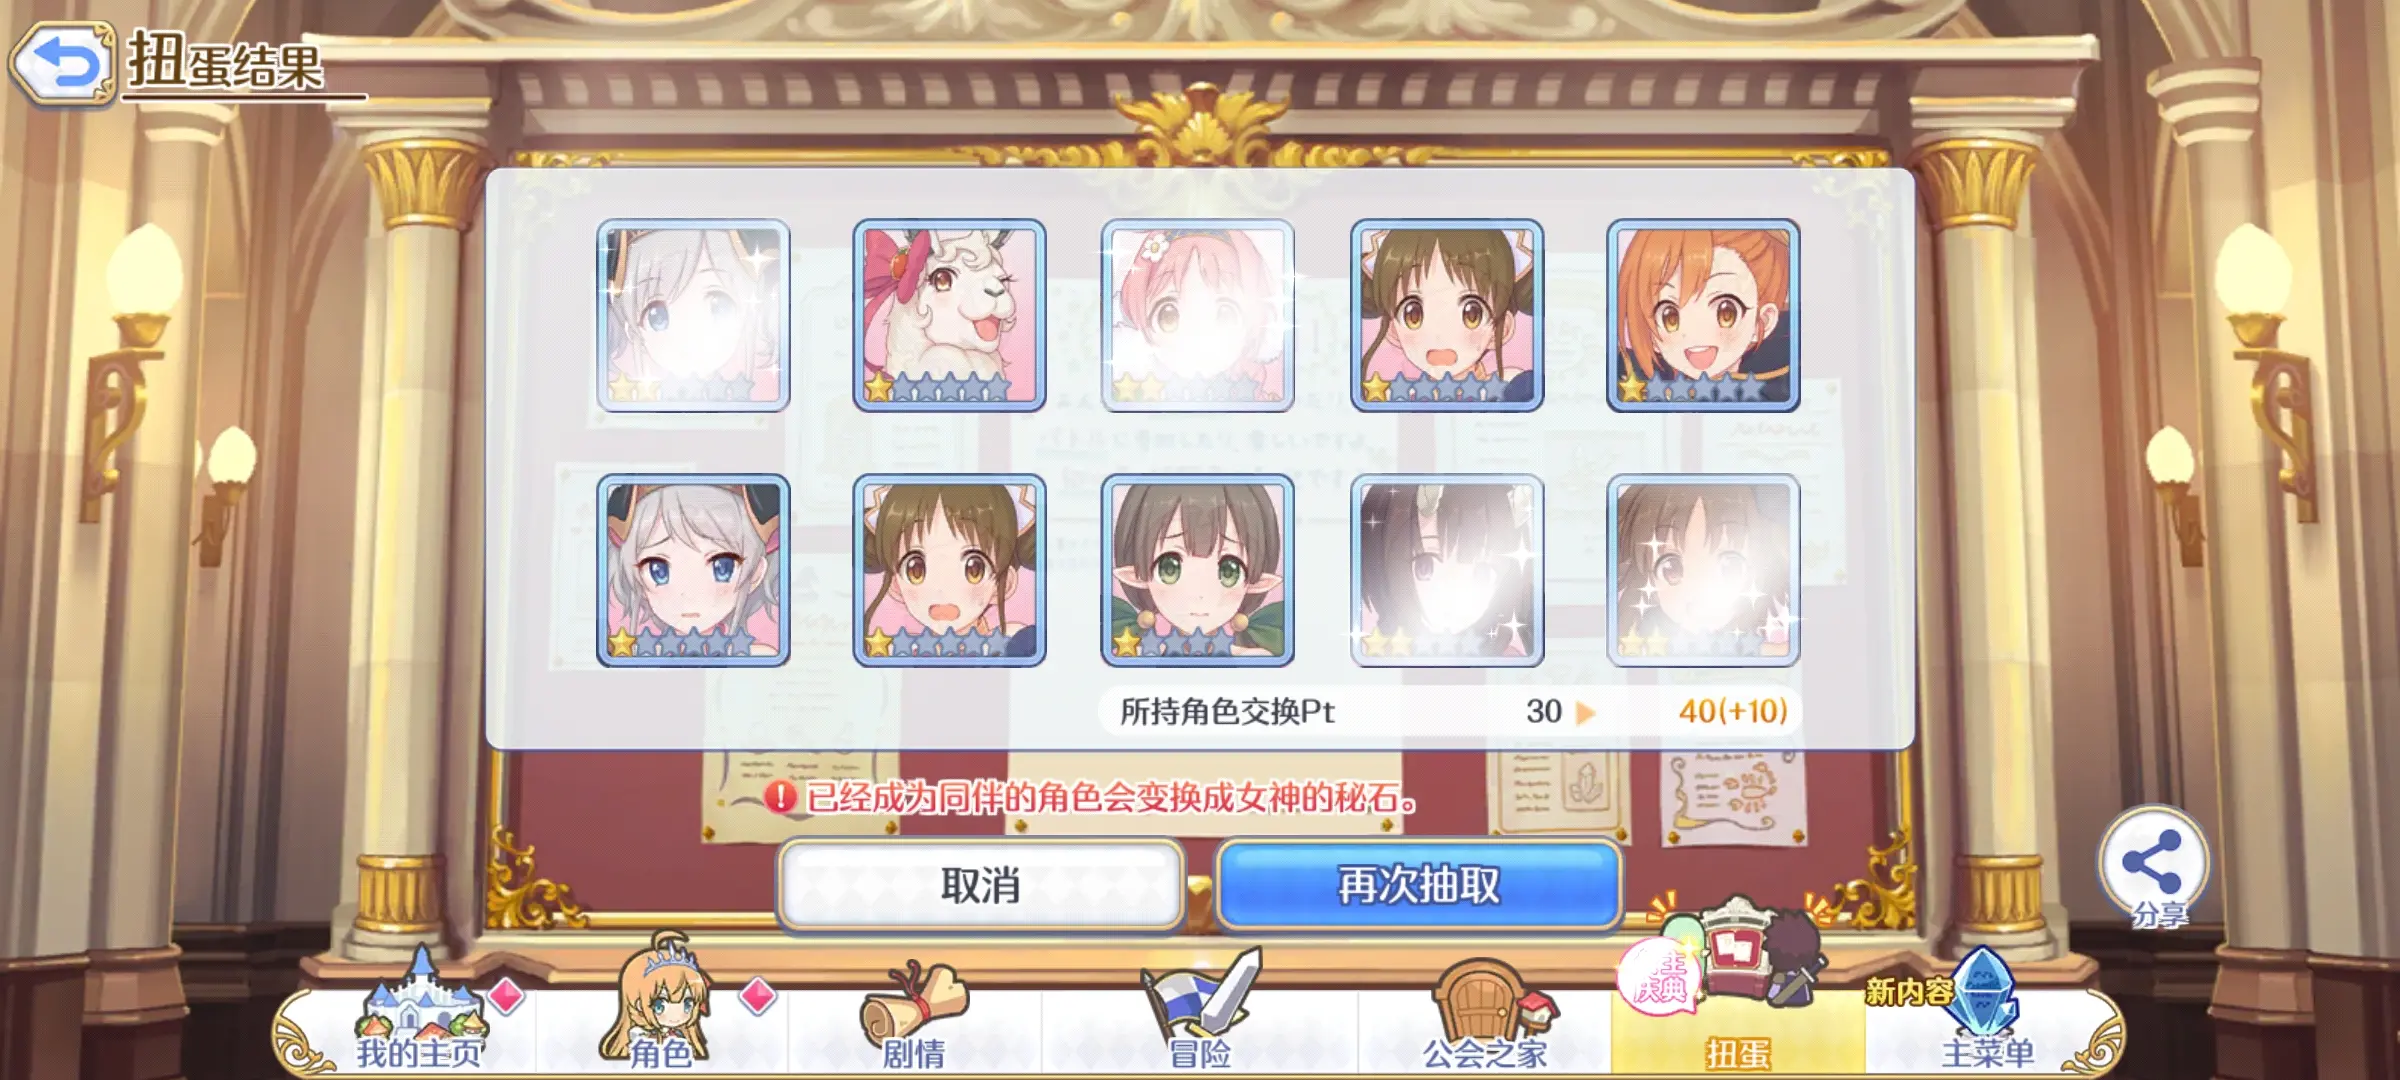 扭蛋结果
所持角色交换Pt 30 40(+10)
已经成为同伴的角色会变换成女神的秘石。
取消
再次抽取
分享
庆典
新内容
我的主页
角色
剧情
冒险
公会之家
扭蛋
主菜单